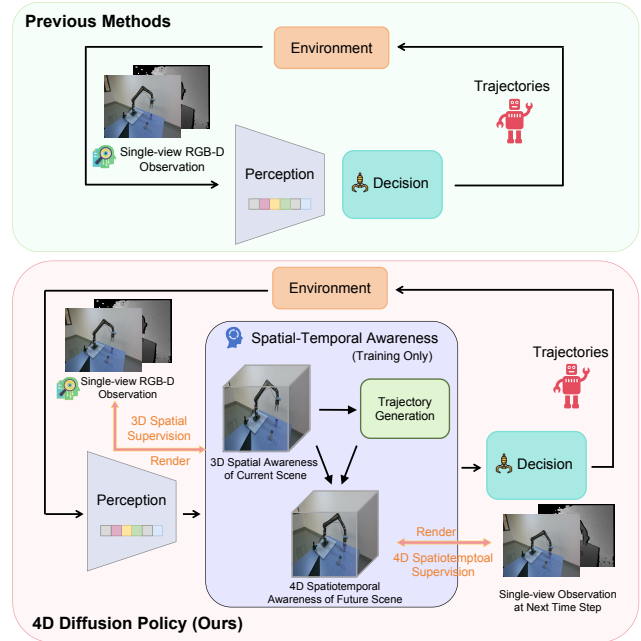 Previous Methods
Environment
Trajectories
Single-view RGB-D
Observation
Perception
Decision
Environment
Spatial-Temporal Awareness
(Training Only)
Trajectories
Single-view RGB-D
Observation
3D Spatial
Supervision
Render
Trajectory
Generation
3D Spatial Awareness
of Current Scene
Decision
Perception
Render
4D Spatiotemptoal
Supervision
4D Spatiotemporal
Awareness of Future Scene
Single-view Observation
at Next Time Step
4D Diffusion Policy (Ours)